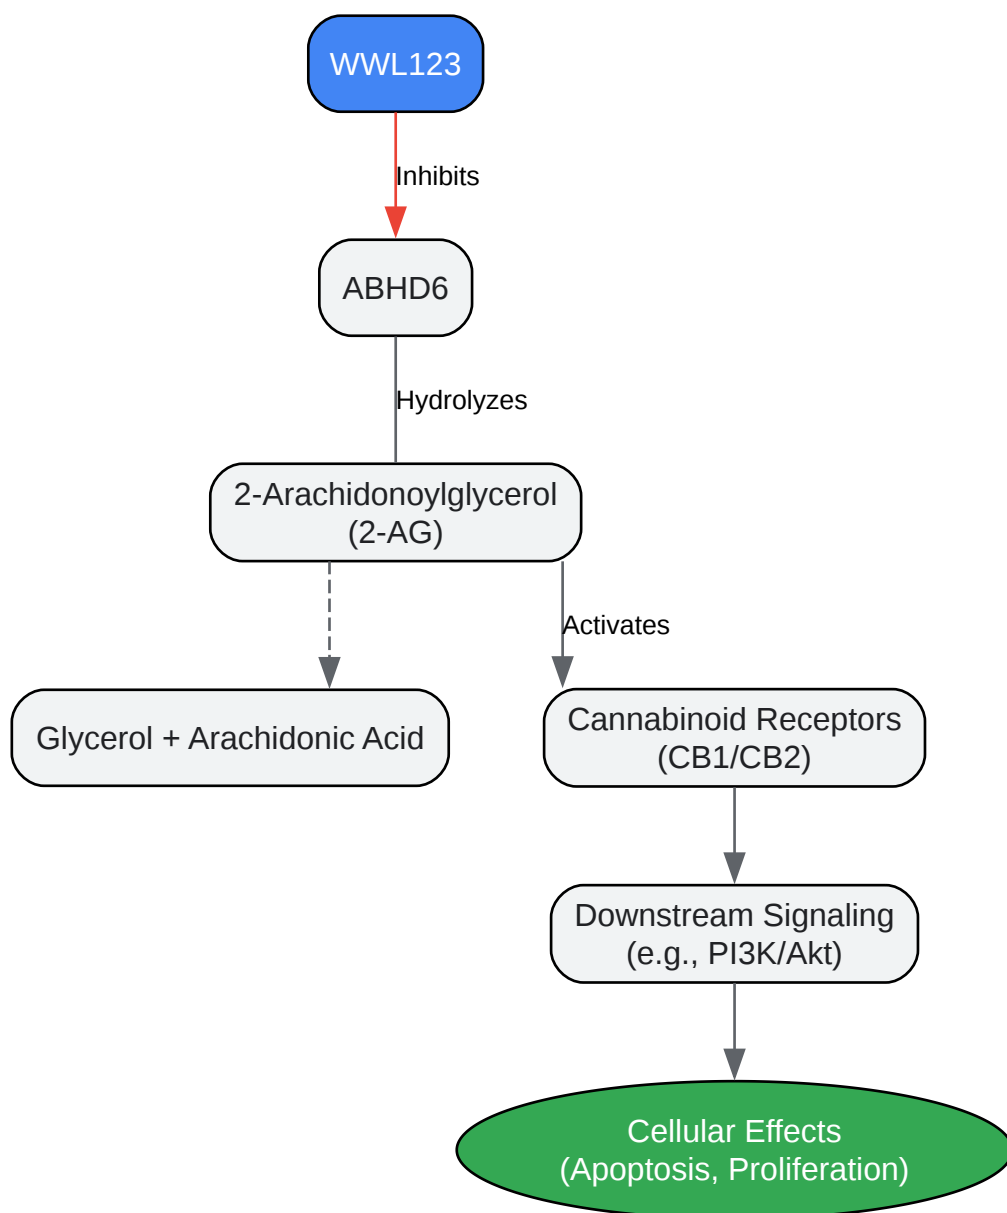 WWL123
Inhibits
ABHD6
Hydrolyzes
2-Arachidonoylglycerol
(2-AG)
Activates
Glycerol + Arachidonic Acid
Cannabinoid Receptors
(CB1/CB2)
Downstream Signaling
(e.g., PI3K/Akt)
Cellular Effects
(Apoptosis, Proliferation)